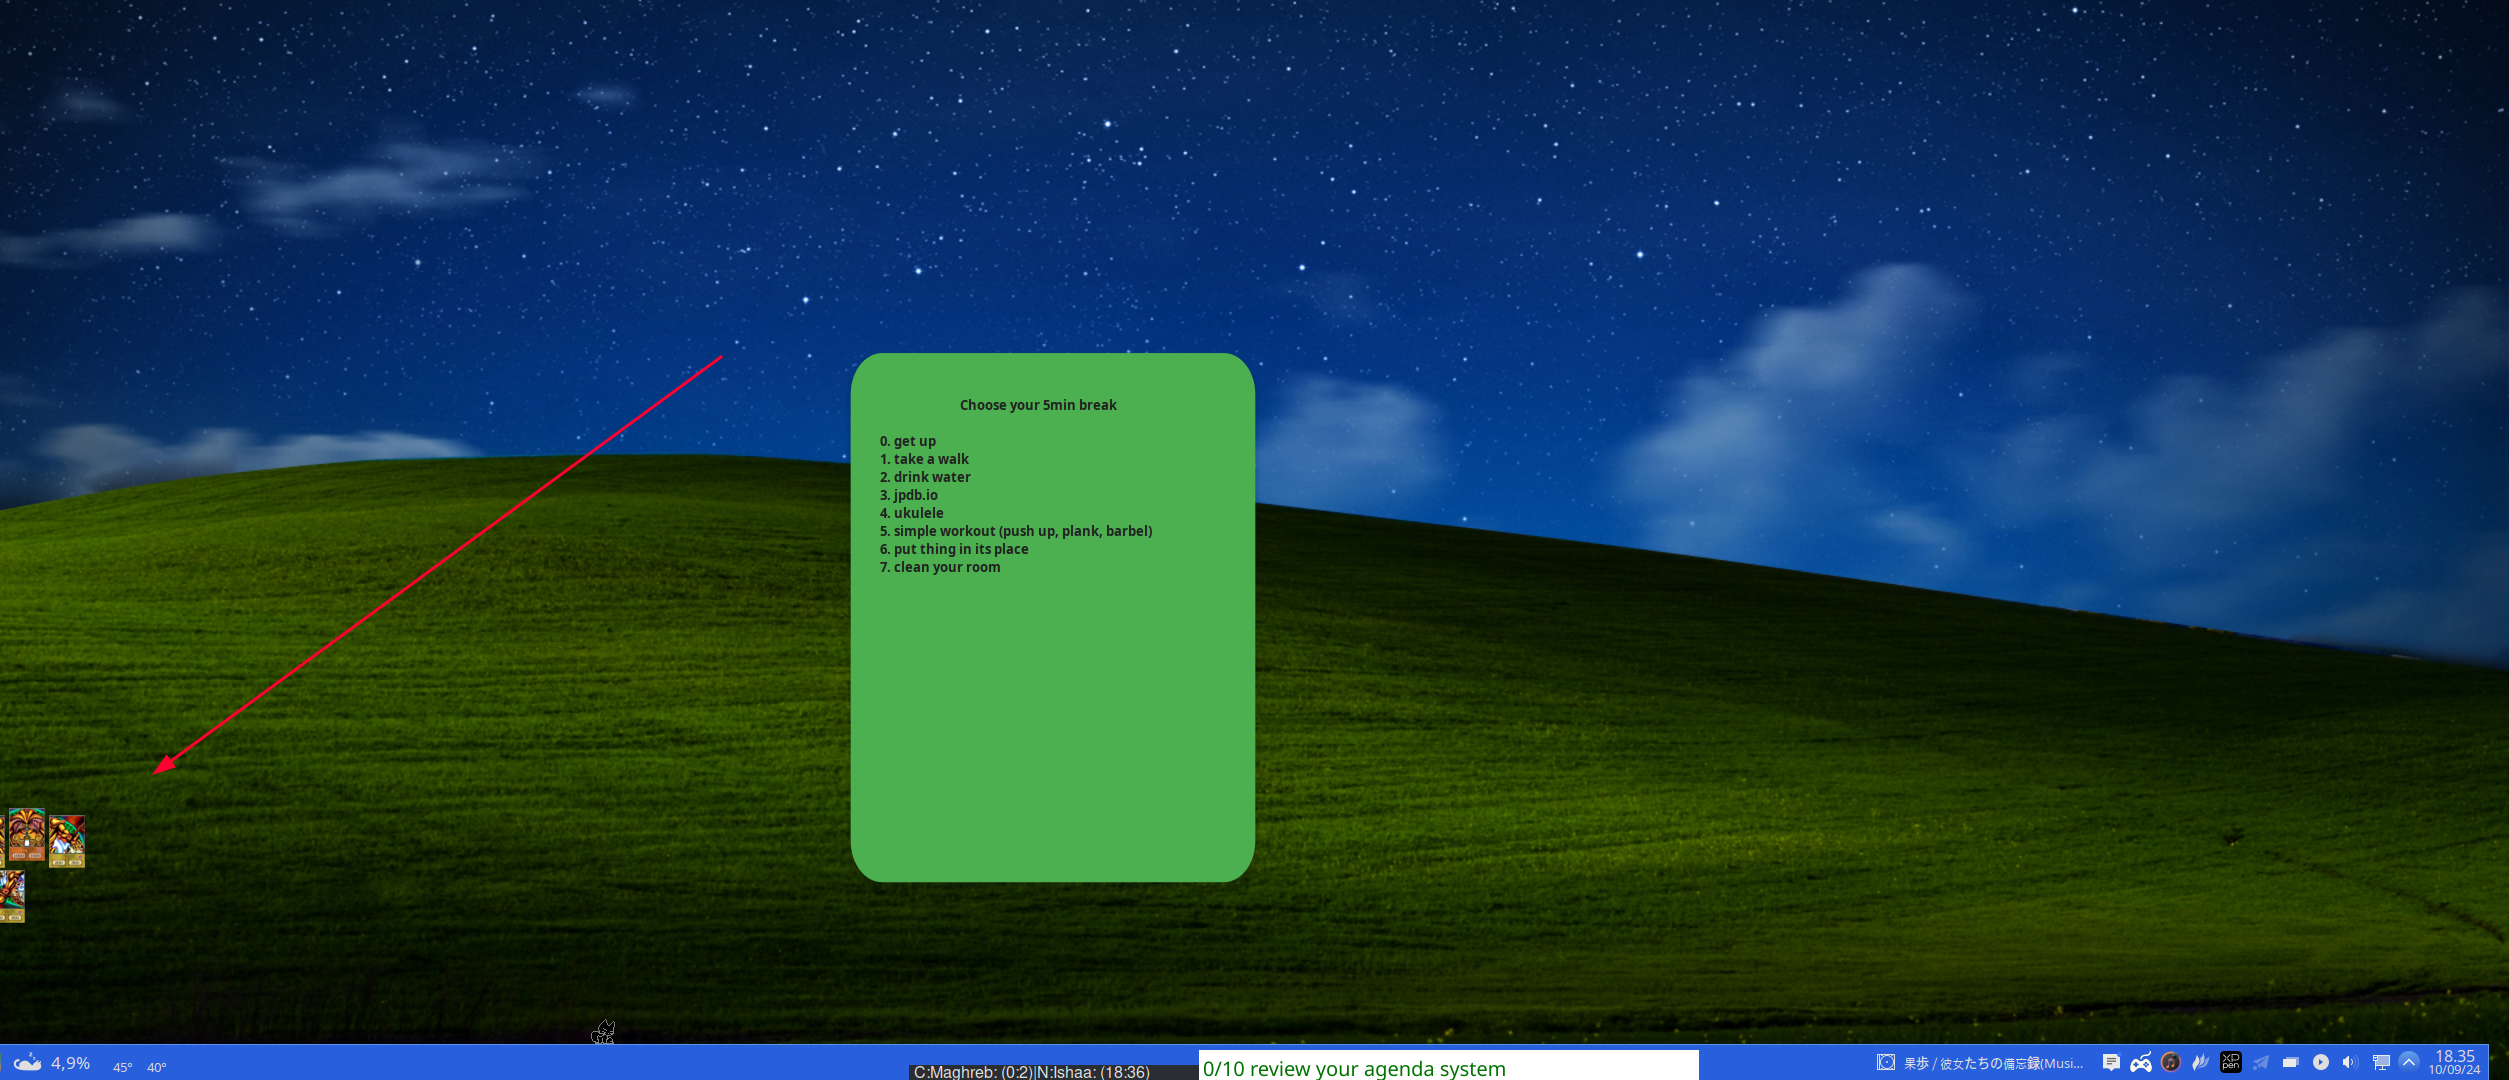 Choose your 5min break
0. get up
1. take a walk
2. drink water
3. jpdb.io
4. ukulele
5. simple workout (push up, plank, barbel)
6. put thing in its place
7. clean your room
4,9%
45° 40°
C:Maghreb: (0:2)|N:Ishaa: (18:36)
0/10 review your agenda system
果歩 / 彼女たちの備忘録(Musi...
XP
pen
18.35
10/09/24